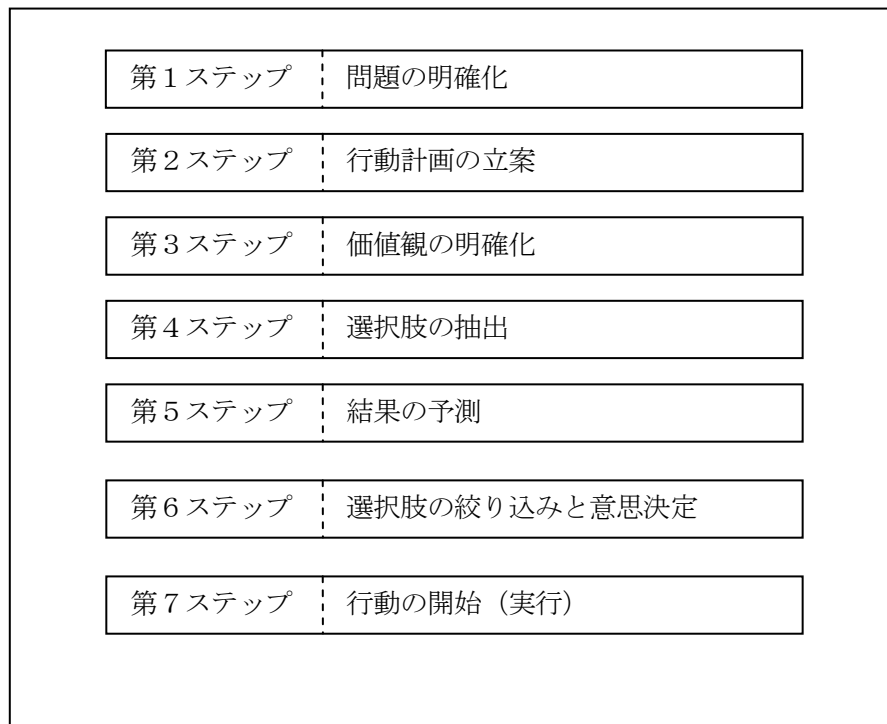 第１ステップ 問題の明確化
第２ステップ 行動計画の立案
第３ステップ 価値観の明確化
第４ステップ 選択肢の抽出
第５ステップ 結果の予測
第６ステップ 選択肢の絞り込みと意思決定
第７ステップ 行動の開始（実行）